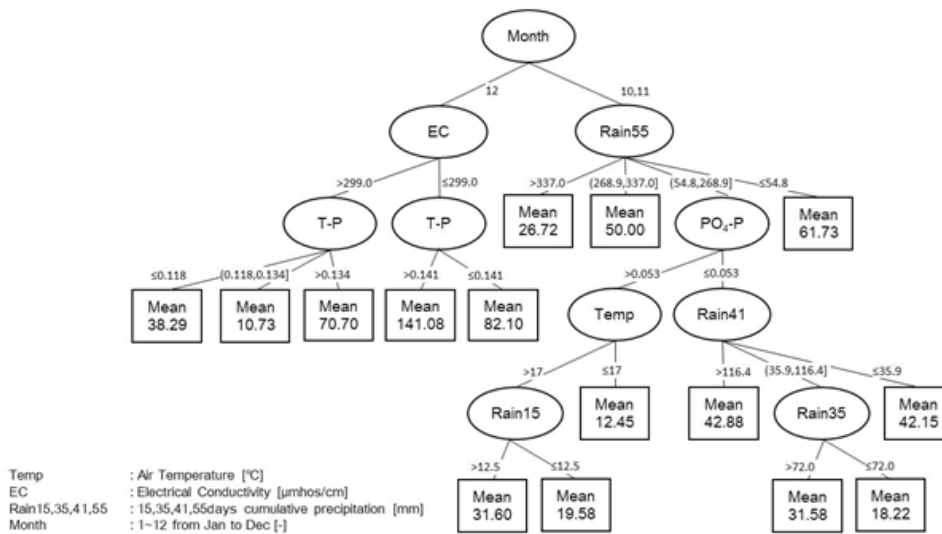 Month
12
10,11
EC
Rain55
>299.0
≤299.0
>337.0
(268.9,337.0]
(54.8,268.9]
≤54.8
T-P
T-P
Mean
26.72
Mean
50.00
PO₄-P
Mean
61.73
≤0.118
(0.118,0.134]
>0.134
>0.141
≤0.141
>0.053
≤0.053
Mean
38.29
Mean
10.73
Mean
70.70
Mean
141.08
Mean
82.10
Temp
Rain41
>17
≤17
>116.4
(35.9,116.4]
≤35.9
Rain15
Mean
12.45
Mean
42.88
Rain35
Mean
42.15
>12.5
≤12.5
>72.0
≤72.0
Mean
31.60
Mean
19.58
Mean
31.58
Mean
18.22
Temp : Air Temperature [℃]
EC : Electrical Conductivity [µmhos/cm]
Rain15,35,41,55 : 15,35,41,55days cumulative precipitation [mm]
Month : 1~12 from Jan to Dec [-]